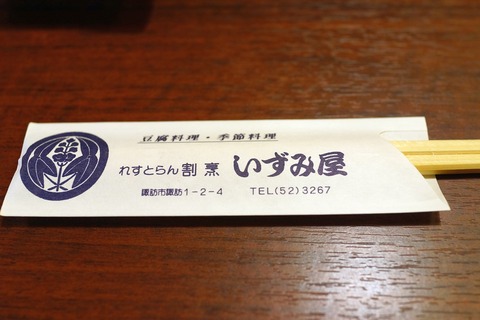 豆腐料理・季節料理
れすとらん 割烹 いずみ屋
諏訪市諏訪1-2-4 TEL(52)3267